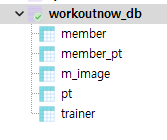 workoutnow_db
member
member_pt
m_image
pt
trainer